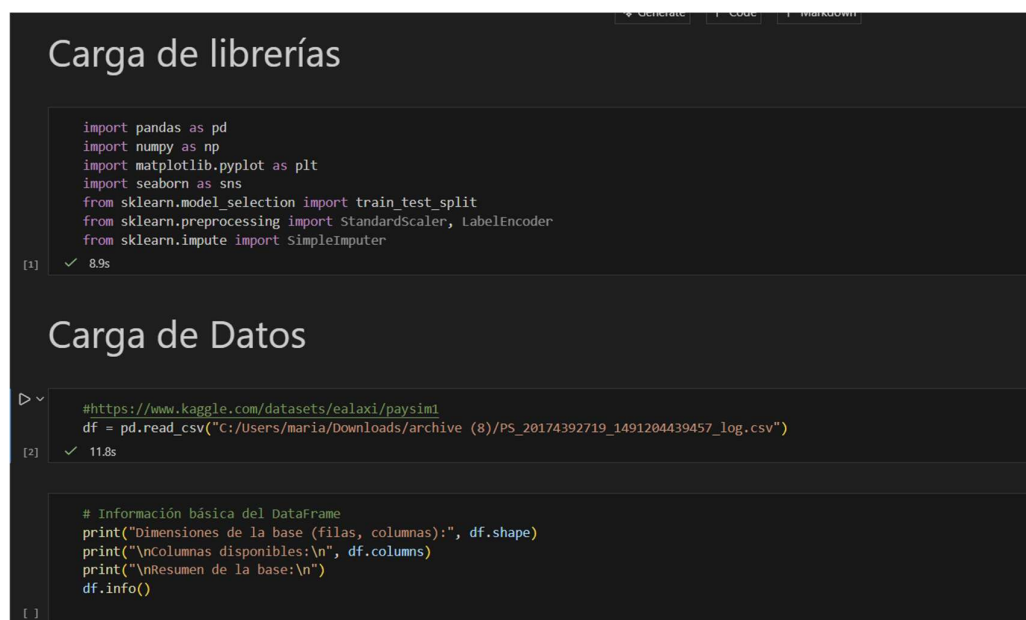 Generate + Code + Markdown
Carga de librerías
import pandas as pd
import numpy as np
import matplotlib.pyplot as plt
import seaborn as sns
from sklearn.model_selection import train_test_split
from sklearn.preprocessing import StandardScaler, LabelEncoder
from sklearn.impute import SimpleImputer
[1] 8.9s
Carga de Datos
#https://www.kaggle.com/datasets/ealaxi/paysim1
df = pd.read_csv("C:/Users/maria/Downloads/archive (8)/PS_20174392719_1491204439457_log.csv")
[2] 11.8s
# Información básica del DataFrame
print("Dimensiones de la base (filas, columnas):", df.shape)
print("\nColumnas disponibles:\n", df.columns)
print("\nResumen de la base:\n")
df.info()
[ ]